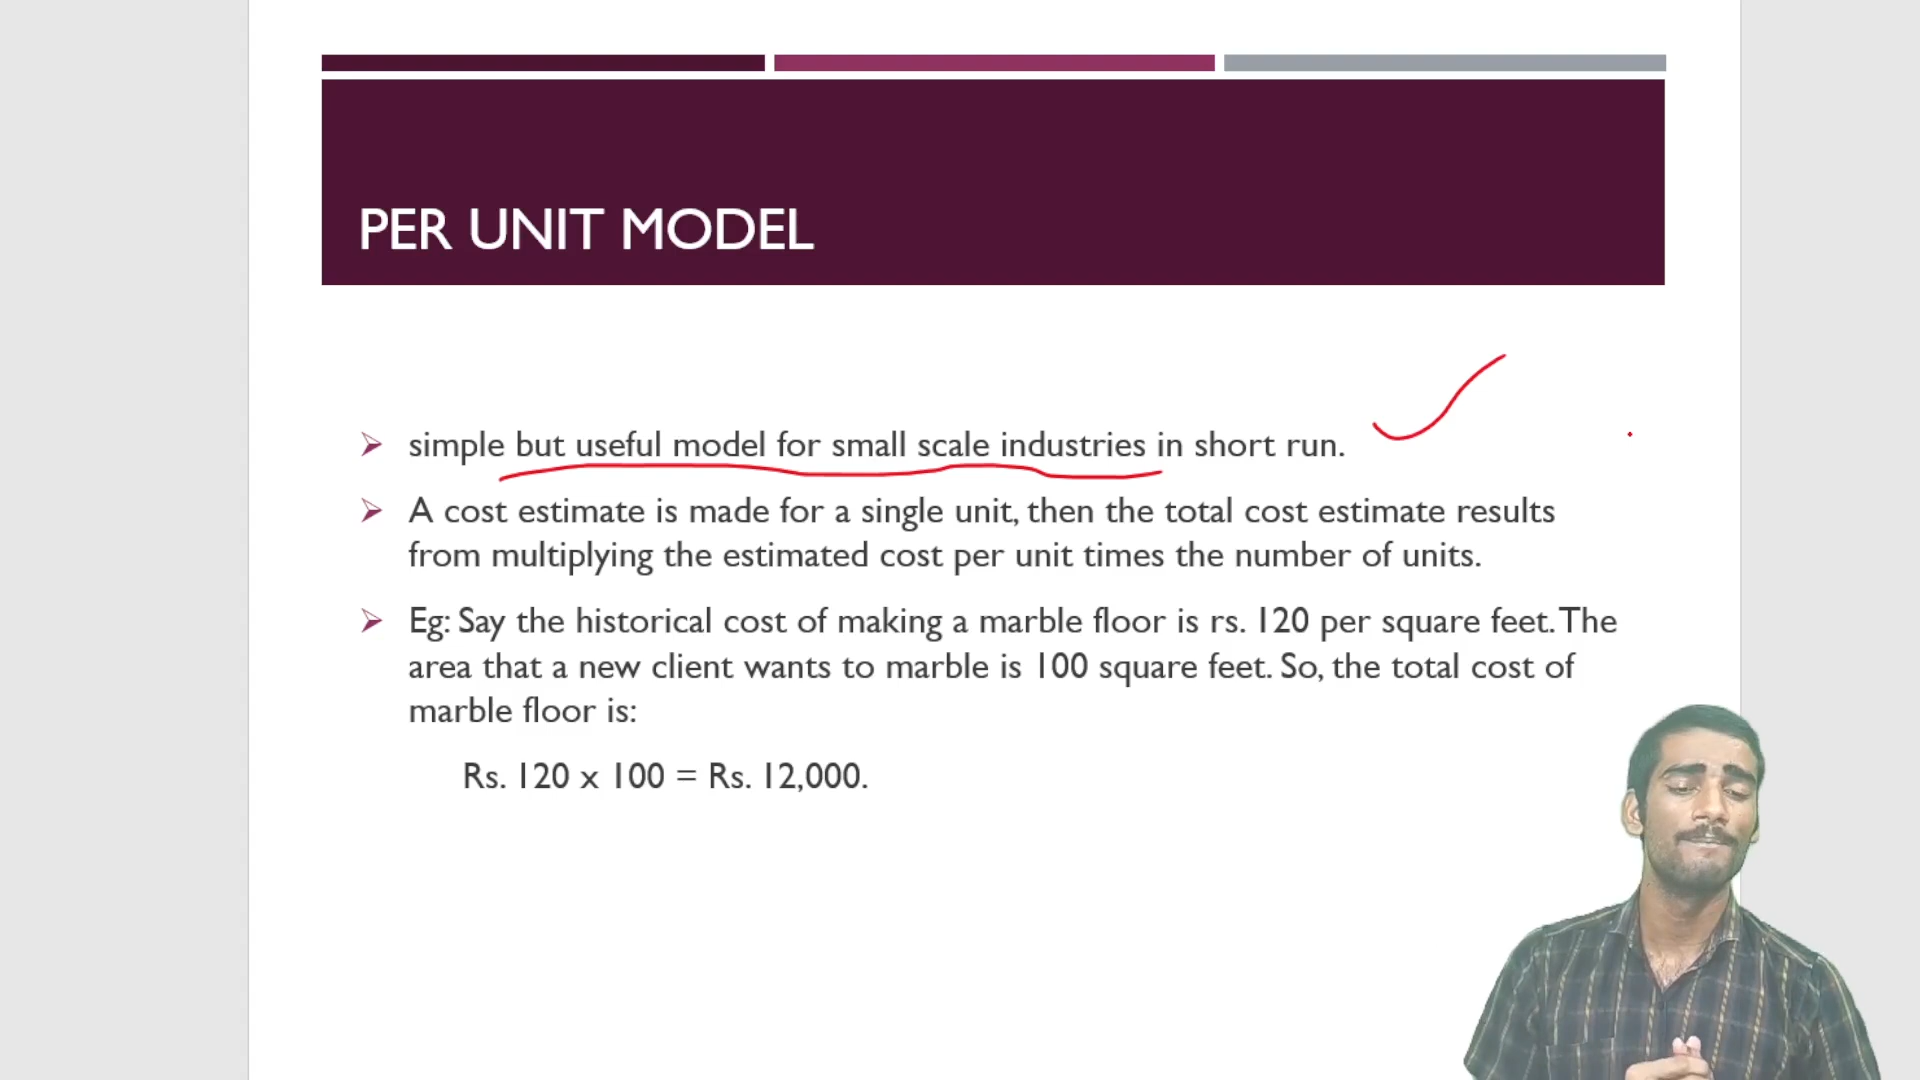 PER UNIT MODEL
simple but useful model for small scale industries in short run.
A cost estimate is made for a single unit, then the total cost estimate results
from multiplying the estimated cost per unit times the number of units.
Eg: Say the historical cost of making a marble floor is rs. 120 per square feet. The
area that a new client wants to marble is 100 square feet. So, the total cost of
marble floor is:
Rs. 120 x 100 = Rs. 12,000.